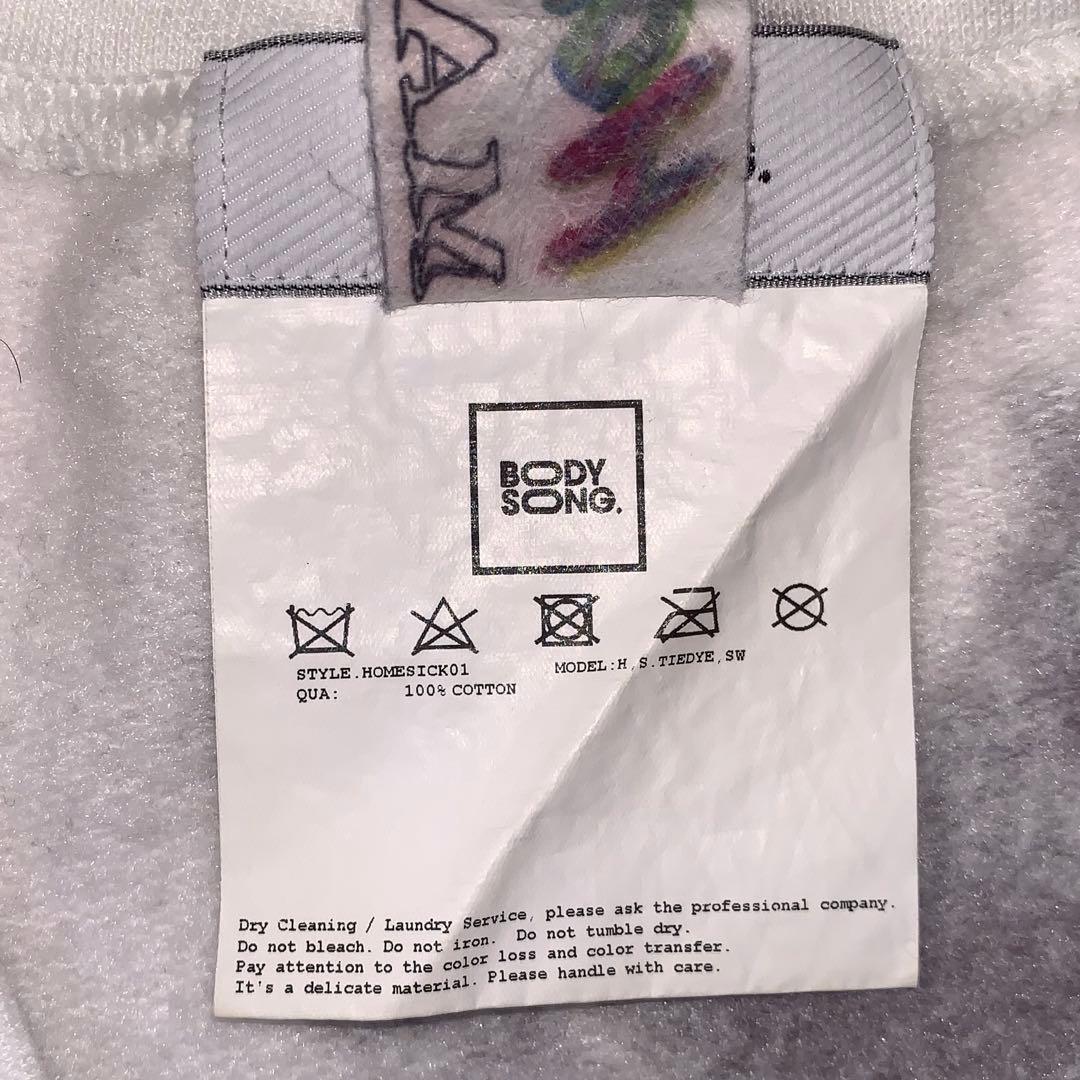 AM
BODY
SONG.
STYLE.HOMESICK01 MODEL:H,S.TIEDYE,SW
QUA: 100% COTTON
Dry Cleaning / Laundry Service, please ask the professional company.
Do not bleach. Do not iron. Do not tumble dry.
Pay attention to the color loss and color transfer.
It's a delicate material. Please handle with care.